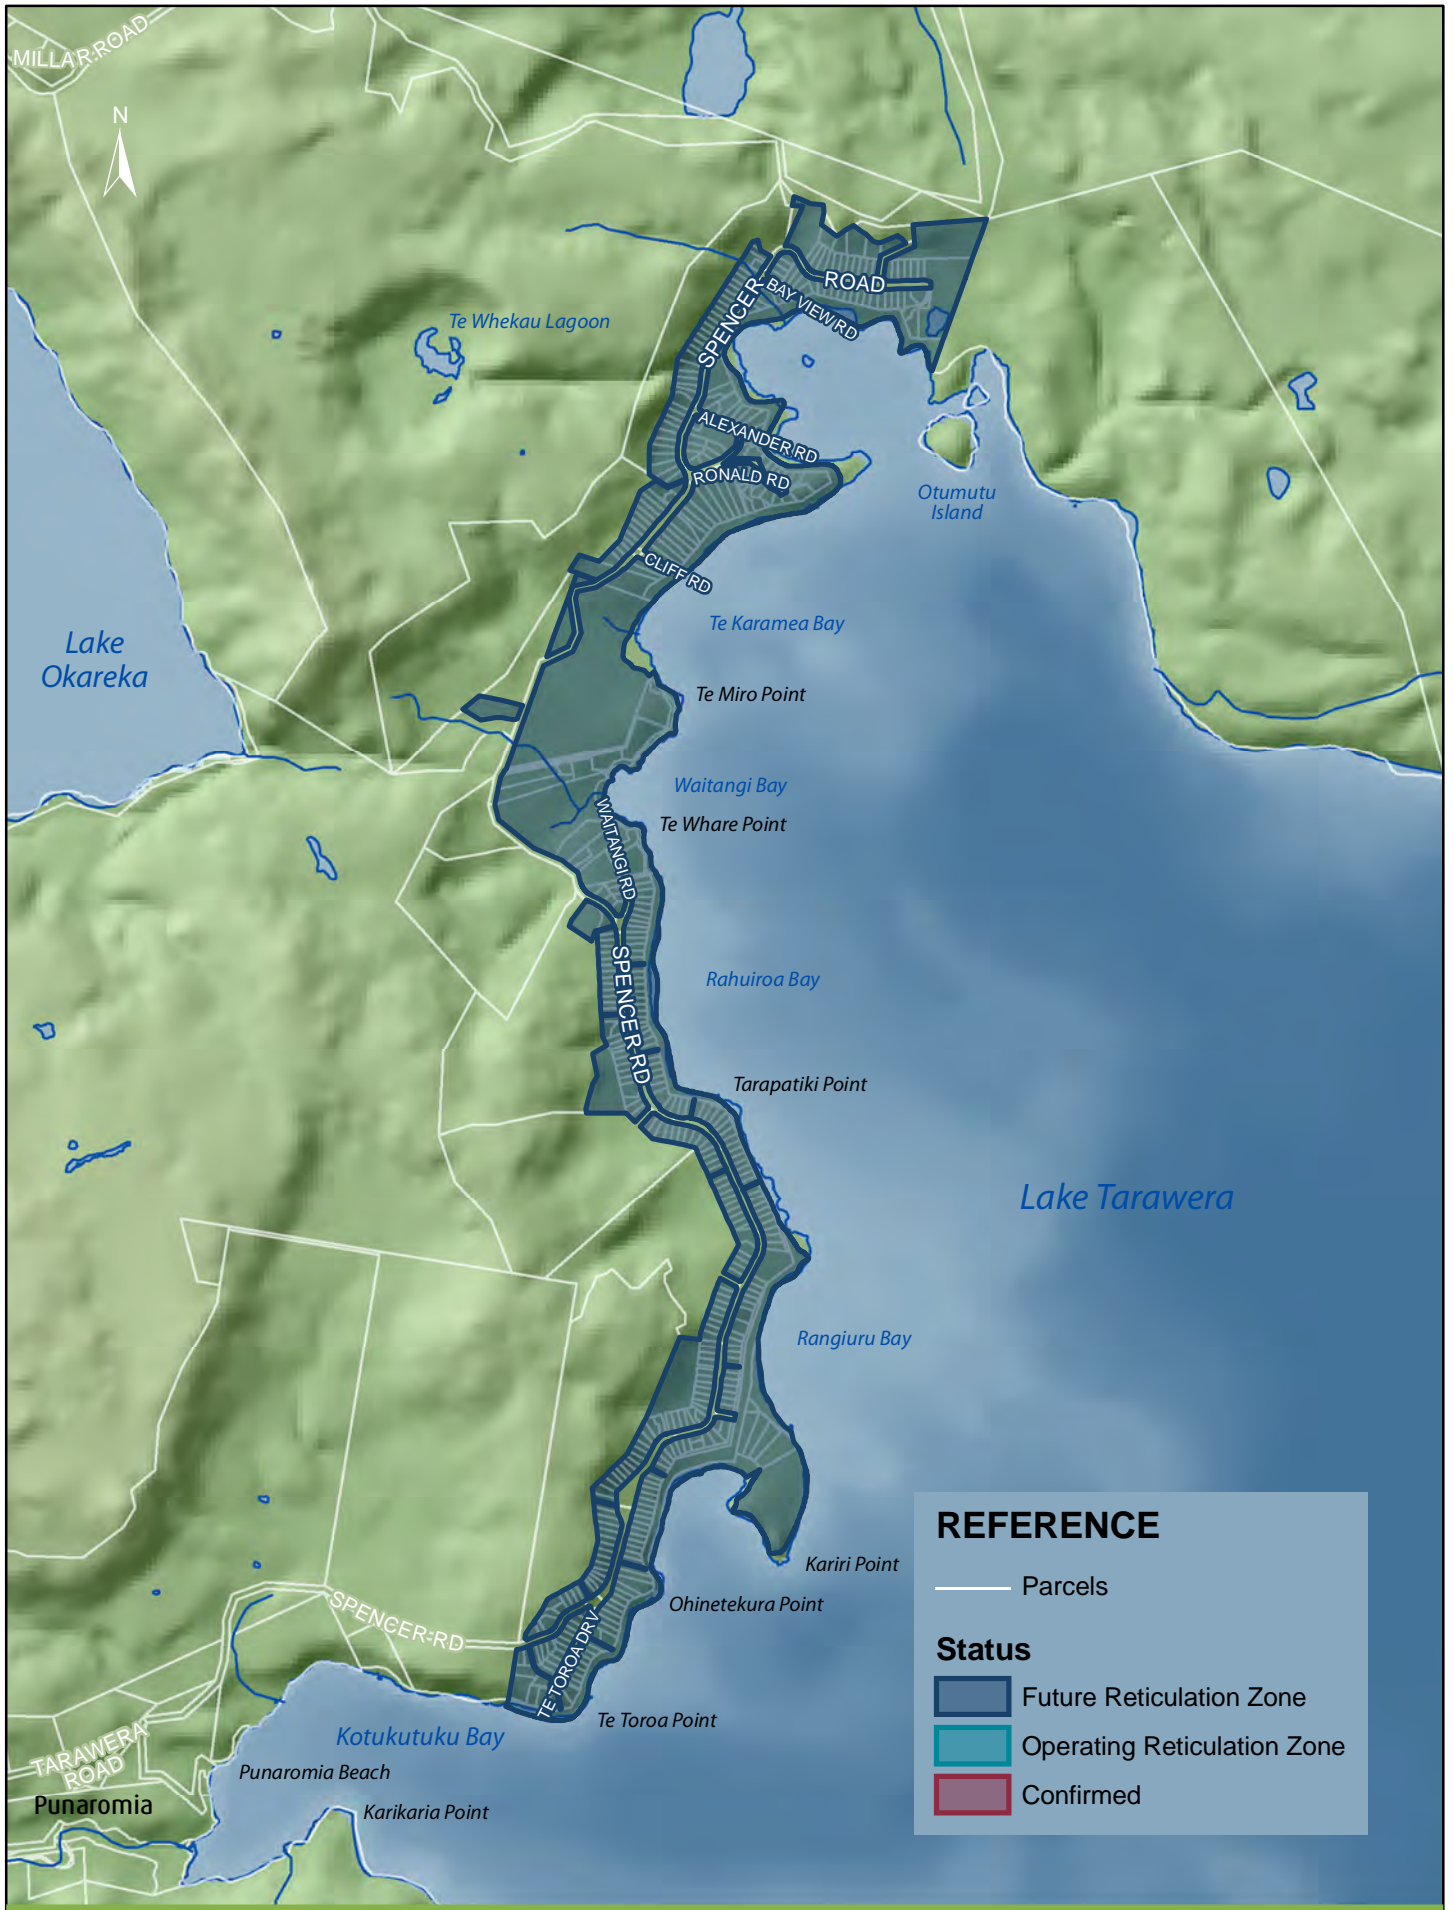 MILLAR ROAD
N
ROAD
BAY VIEW RD
SPENCER
Te Whekau Lagoon
ALEXANDER RD
RONALD RD
Otumutu
Island
CLIFF RD
Te Karamea Bay
Lake
Okareka
Te Miro Point
Waitangi Bay
WAITANGI RD
Te Whare Point
SPENCER RD
Rahuiroa Bay
Tarapatiki Point
Lake Tarawera
Rangiuru Bay
Kariri Point
Ohinetekura Point
SPENCER RD
TE TOROA DRV
Te Toroa Point
Kotukutuku Bay
TARAWERA
ROAD
Punaromia Beach
Punaromia
Karikaria Point
REFERENCE
Parcels
Status
Future Reticulation Zone
Operating Reticulation Zone
Confirmed